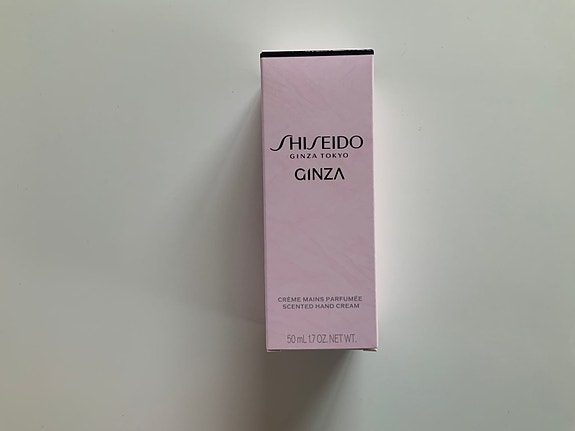 SHISEIDO
GINZA TOKYO
GINZA
CRÈME MAINS PARFUMÉE
SCENTED HAND CREAM
50 mL 1.7 OZ. NET WT.